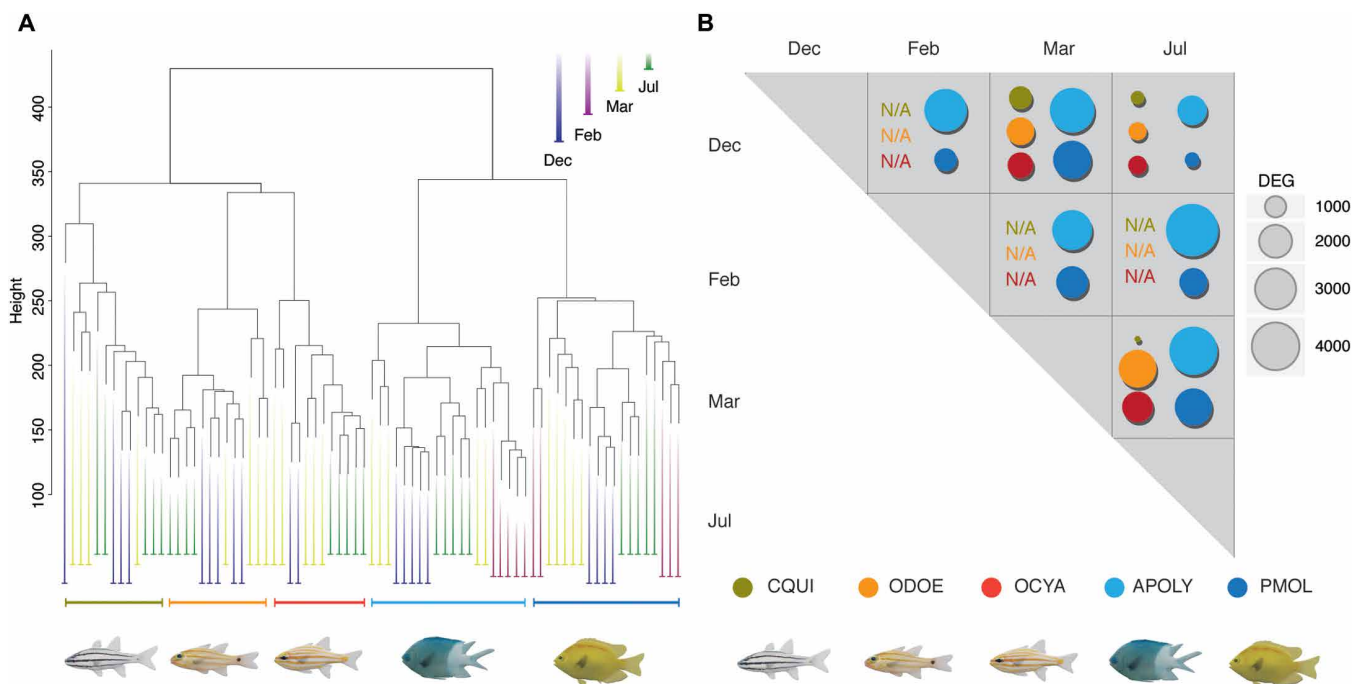 A
Height
400
350
300
250
200
150
100
Dec
Feb
Mar
Jul
B
Dec Feb Mar Jul
Dec
N/A
N/A
N/A
Feb
N/A
N/A
N/A
N/A
N/A
N/A
Mar
Jul
DEG
1000
2000
3000
4000
CQUI ODOE OCYA APOLY PMOL